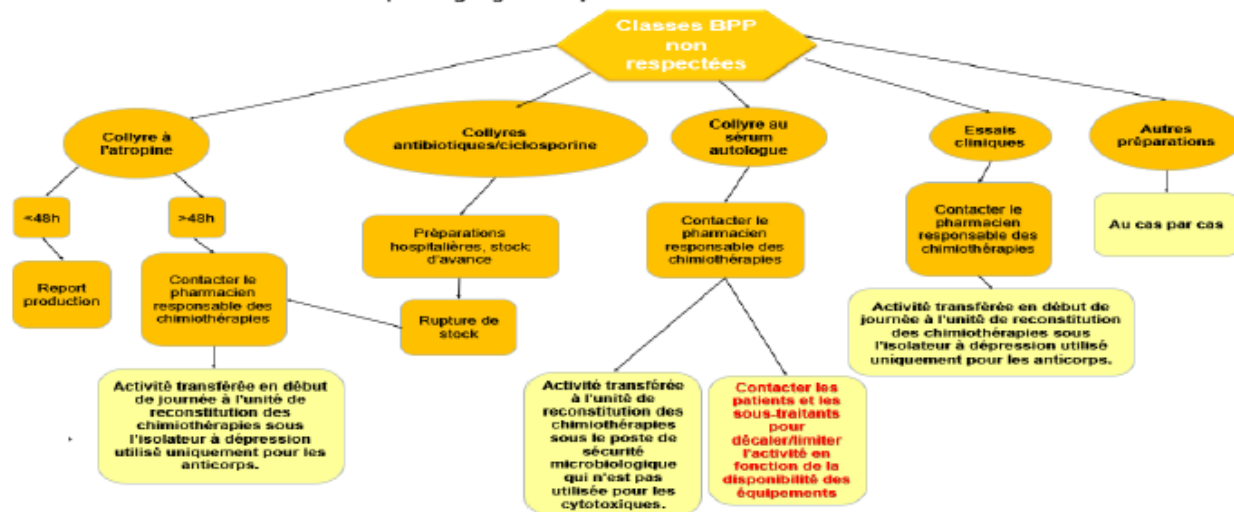 Classes BPP
non
respectées
Collyre à
l'atropine
Collyres
antibiotiques/ciclosporine
Collyre au
sérum
autologue
Essais
cliniques
Autres
préparations
<48h
>48h
Préparations
hospitalières, stock
d'avance
Contacter le
pharmacien
responsable des
chimiothérapies
Contacter le
pharmacien
responsable des
chimiothérapies
Au cas par cas
Report
production
Contacter le
pharmacien
responsable des
chimiothérapies
Rupture de
stock
Activité transférée en début de
journée à l'unité de reconstitution
des chimiothérapies sous
l'isolateur à dépression utilisé
uniquement pour les anticorps.
Activité transférée en début
de journée à l'unité de
reconstitution des
chimiothérapies sous
l'isolateur à dépression
utilisé uniquement pour les
anticorps.
Activité transférée
à l'unité de
reconstitution des
chimiothérapies
sous le poste de
sécurité
microbiologique
qui n'est pas
utilisée pour les
cytotoxiques.
Contacter les
patients et les
sous-traitants
pour
décaler/limiter
l'activité en
fonction de la
disponibilité des
équipements